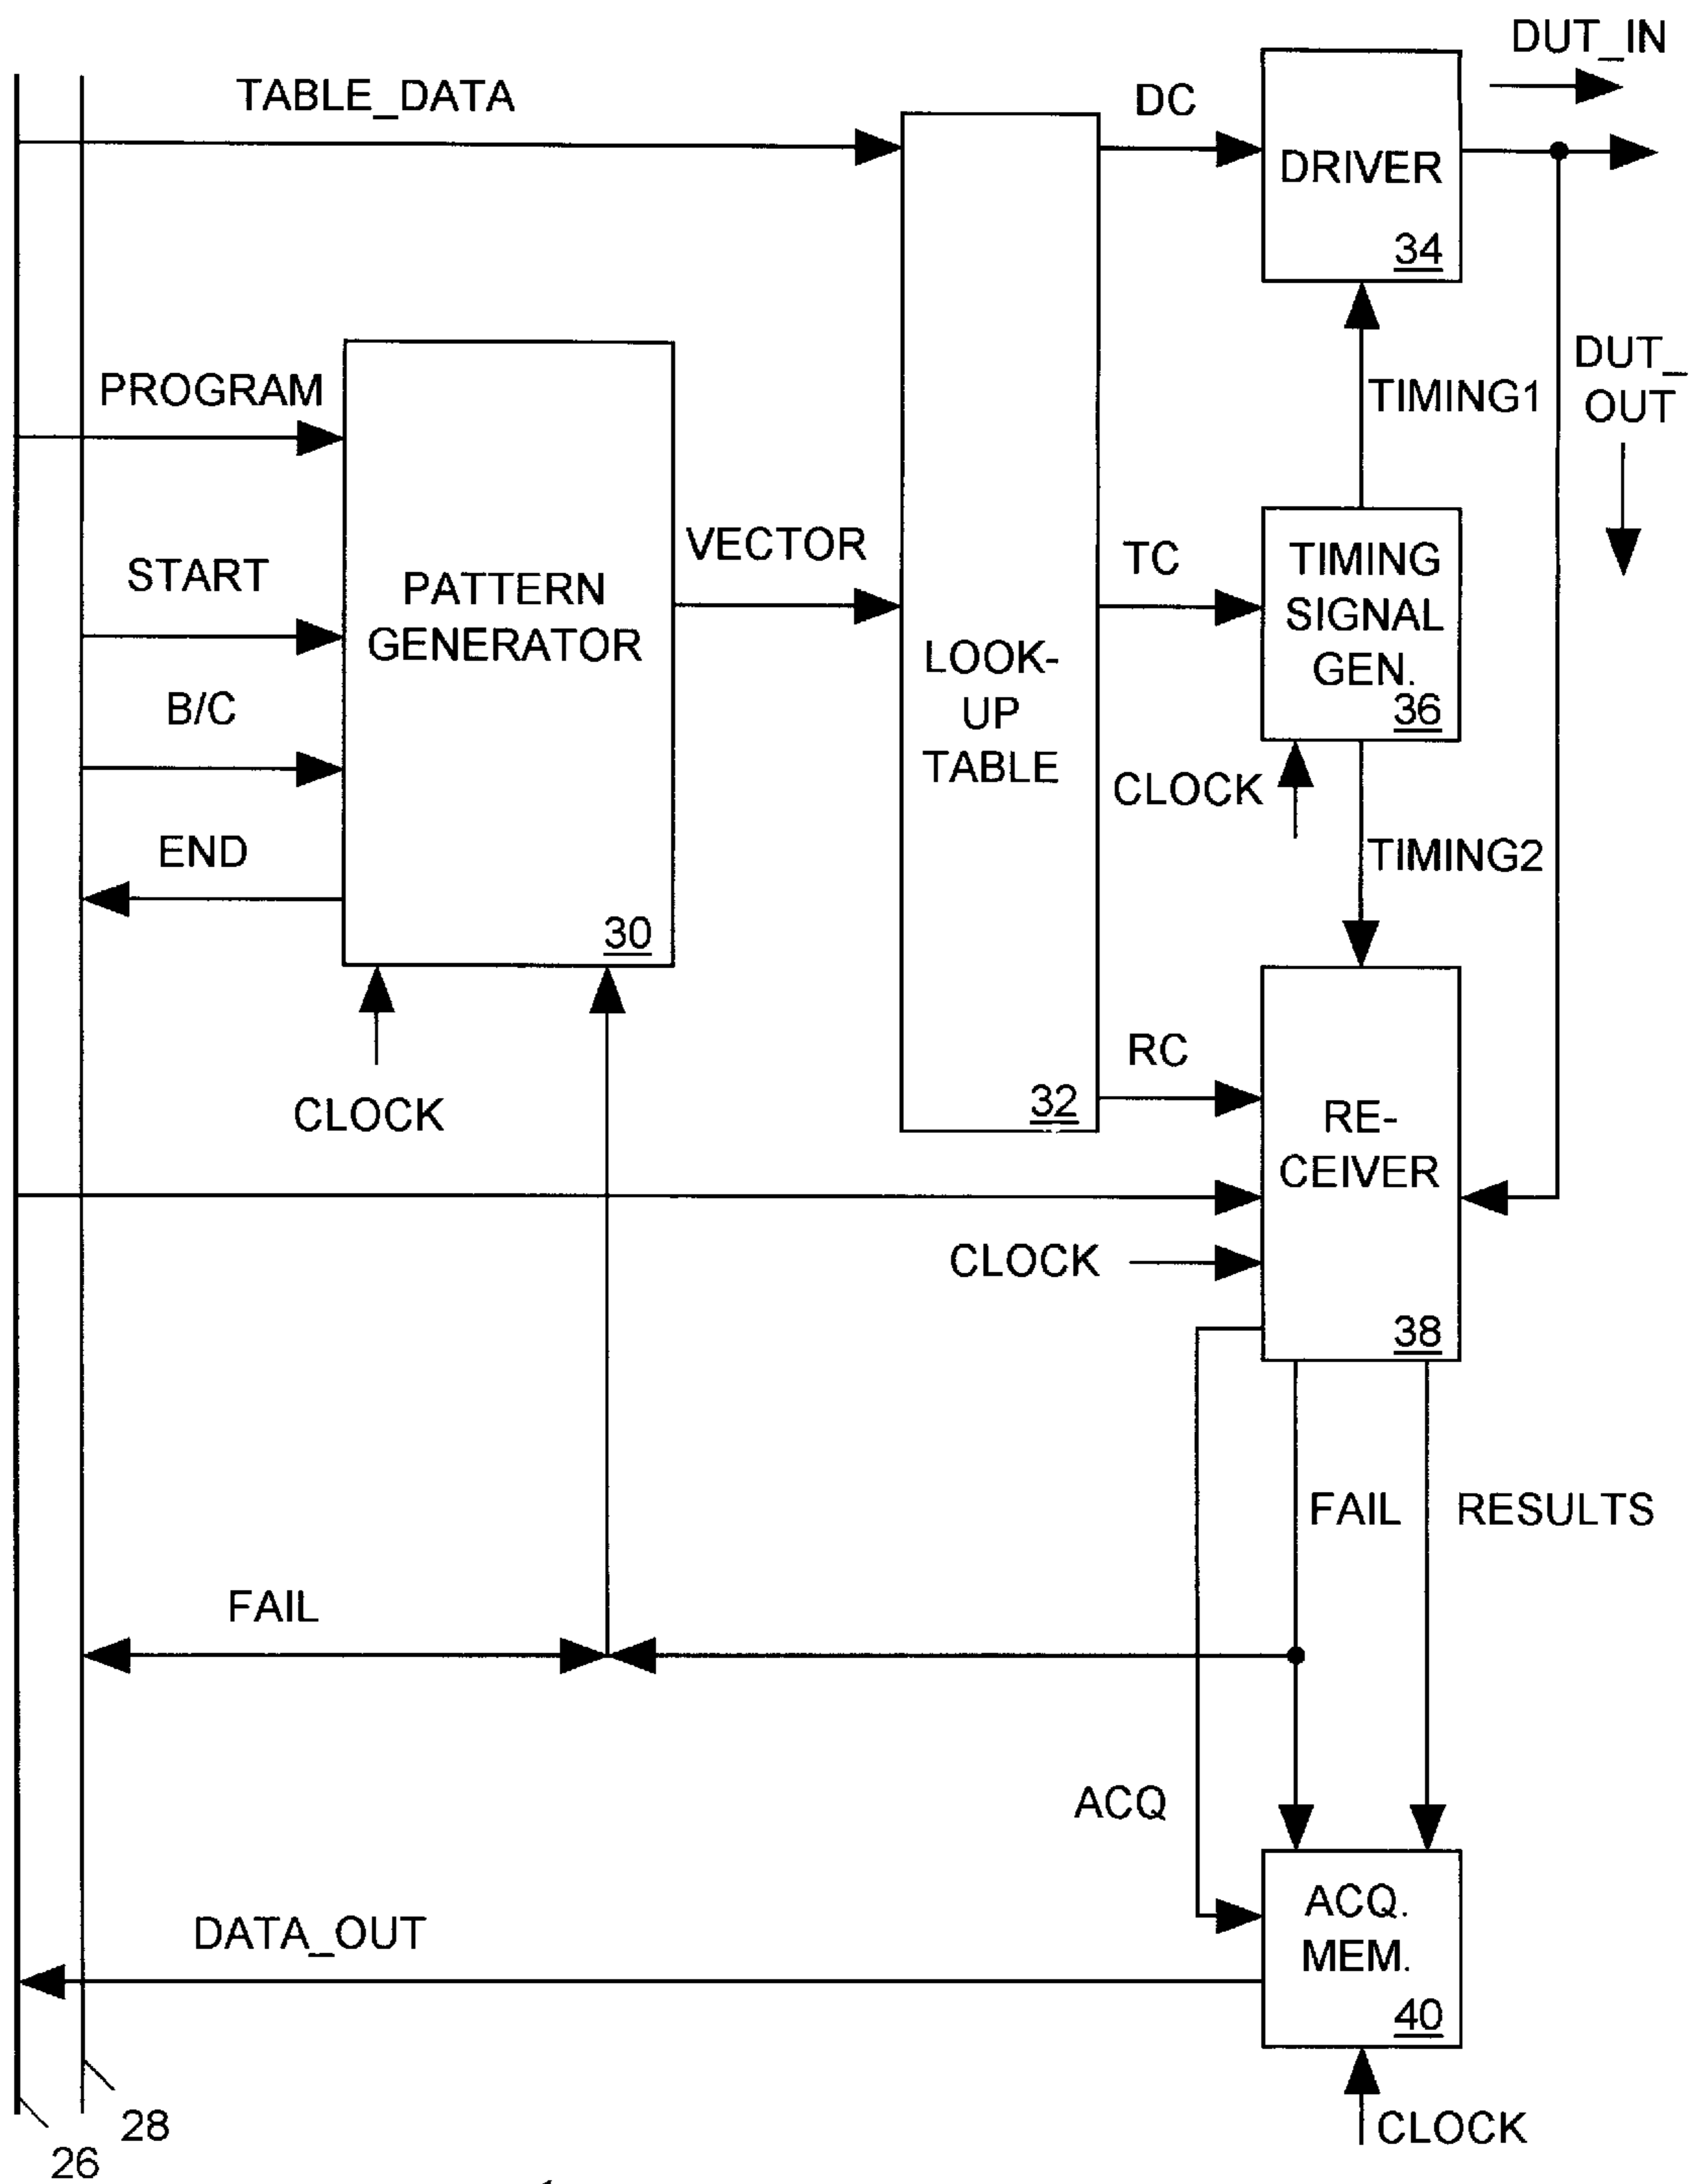 DUT_IN
TABLE_DATA
DC
DRIVER
34
PROGRAM
TIMING1
DUT_
OUT
START
PATTERN
GENERATOR
VECTOR
TC
TIMING
SIGNAL
GEN.
36
B/C
LOOK-
UP
TABLE
CLOCK
END
TIMING2
30
CLOCK
RC
32
RE-
CEIVER
CLOCK
38
FAIL
RESULTS
FAIL
ACQ
ACQ.
MEM.
DATA_OUT
40
CLOCK
28
26